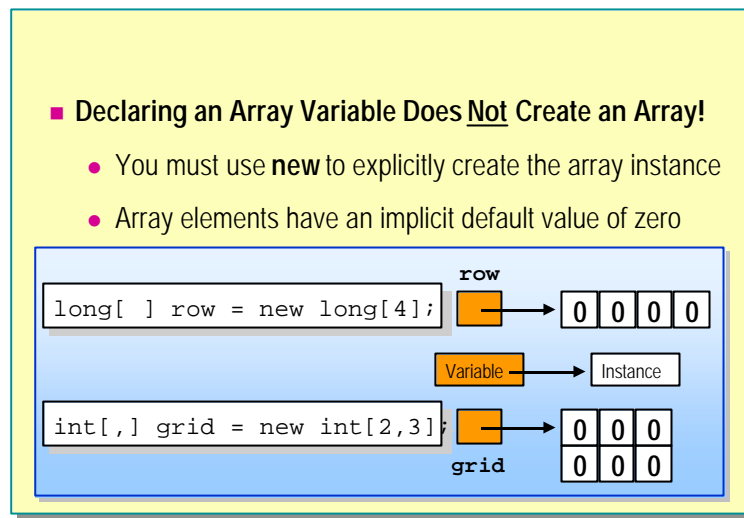 Declaring an Array Variable Does Not Create an Array!
You must use new to explicitly create the array instance
Array elements have an implicit default value of zero
row
long[ ] row = new long[4];
0 0 0 0
Variable
Instance
int[,] grid = new int[2,3];
0 0 0
0 0 0
grid